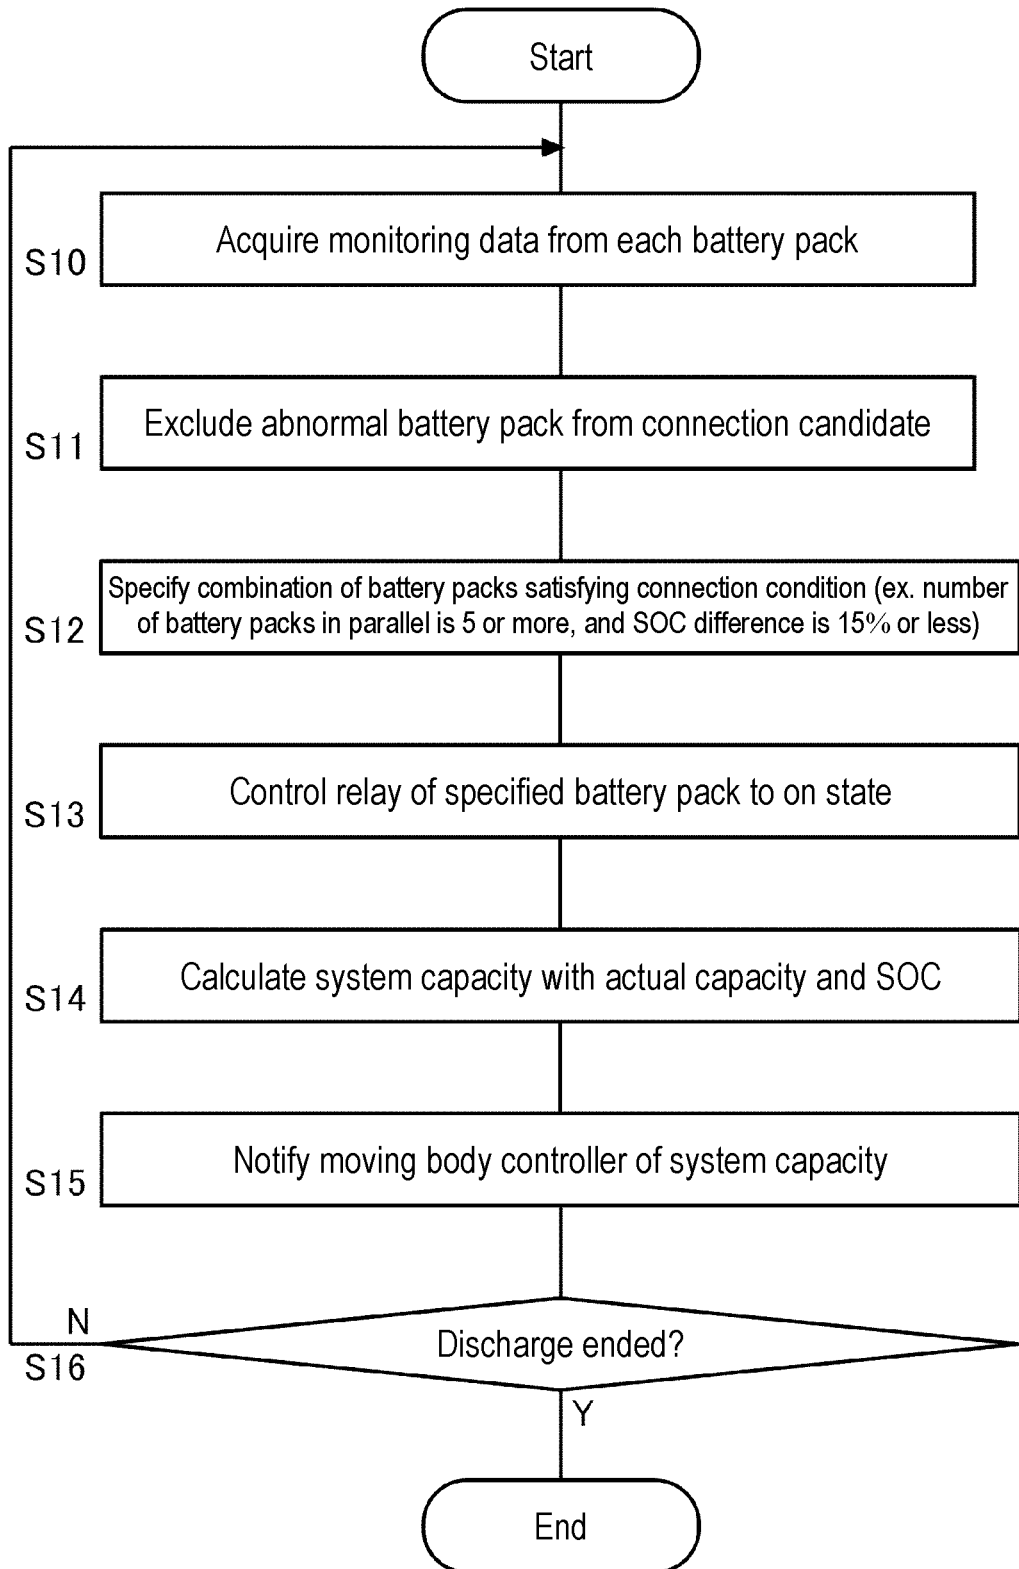 Start
S10
Acquire monitoring data from each battery pack
S11
Exclude abnormal battery pack from connection candidate
S12
Specify combination of battery packs satisfying connection condition (ex. number
of battery packs in parallel is 5 or more, and SOC difference is 15% or less)
S13
Control relay of specified battery pack to on state
S14
Calculate system capacity with actual capacity and SOC
S15
Notify moving body controller of system capacity
N
S16
Discharge ended?
Y
End